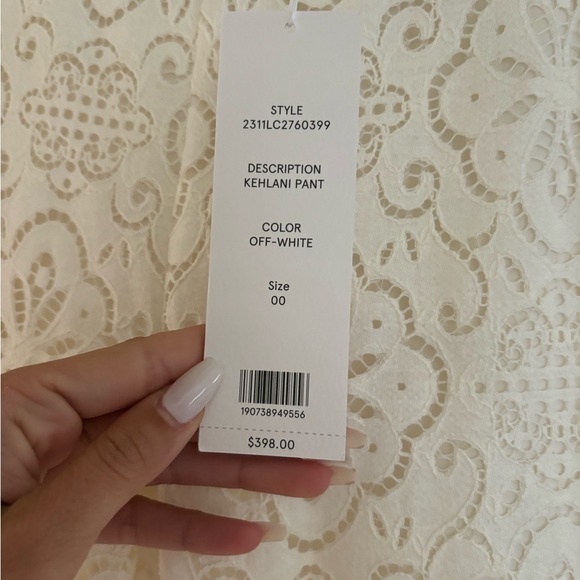 STYLE
2311LC2760399
DESCRIPTION
KEHLANI PANT
COLOR
OFF-WHITE
Size
00
190738949556
$398.00